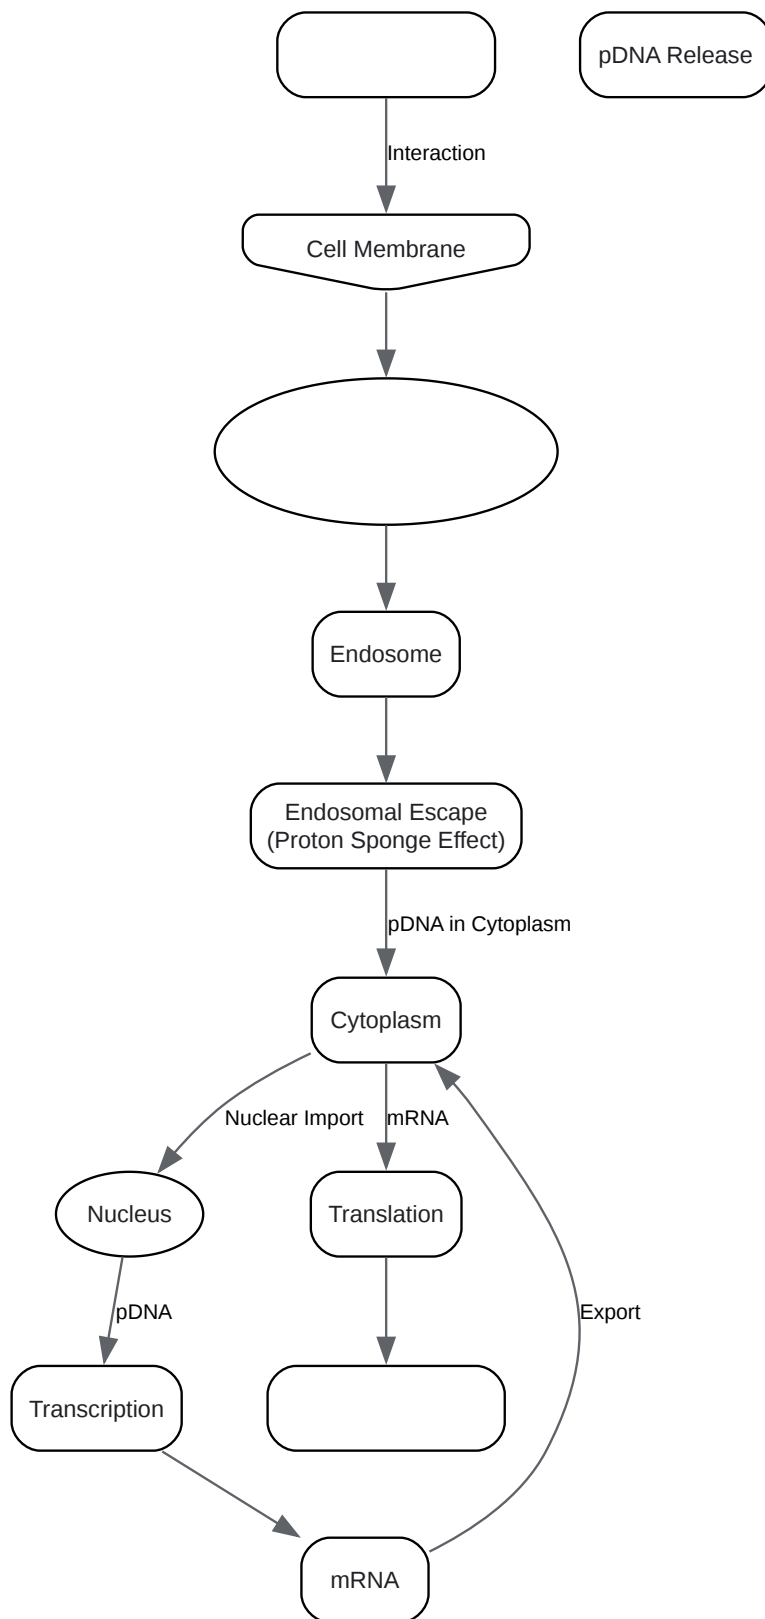 pDNA Release
Interaction
Cell Membrane
Endosome
Endosomal Escape
(Proton Sponge Effect)
pDNA in Cytoplasm
Cytoplasm
Nuclear Import
mRNA
Nucleus
Translation
pDNA
Export
Transcription
mRNA